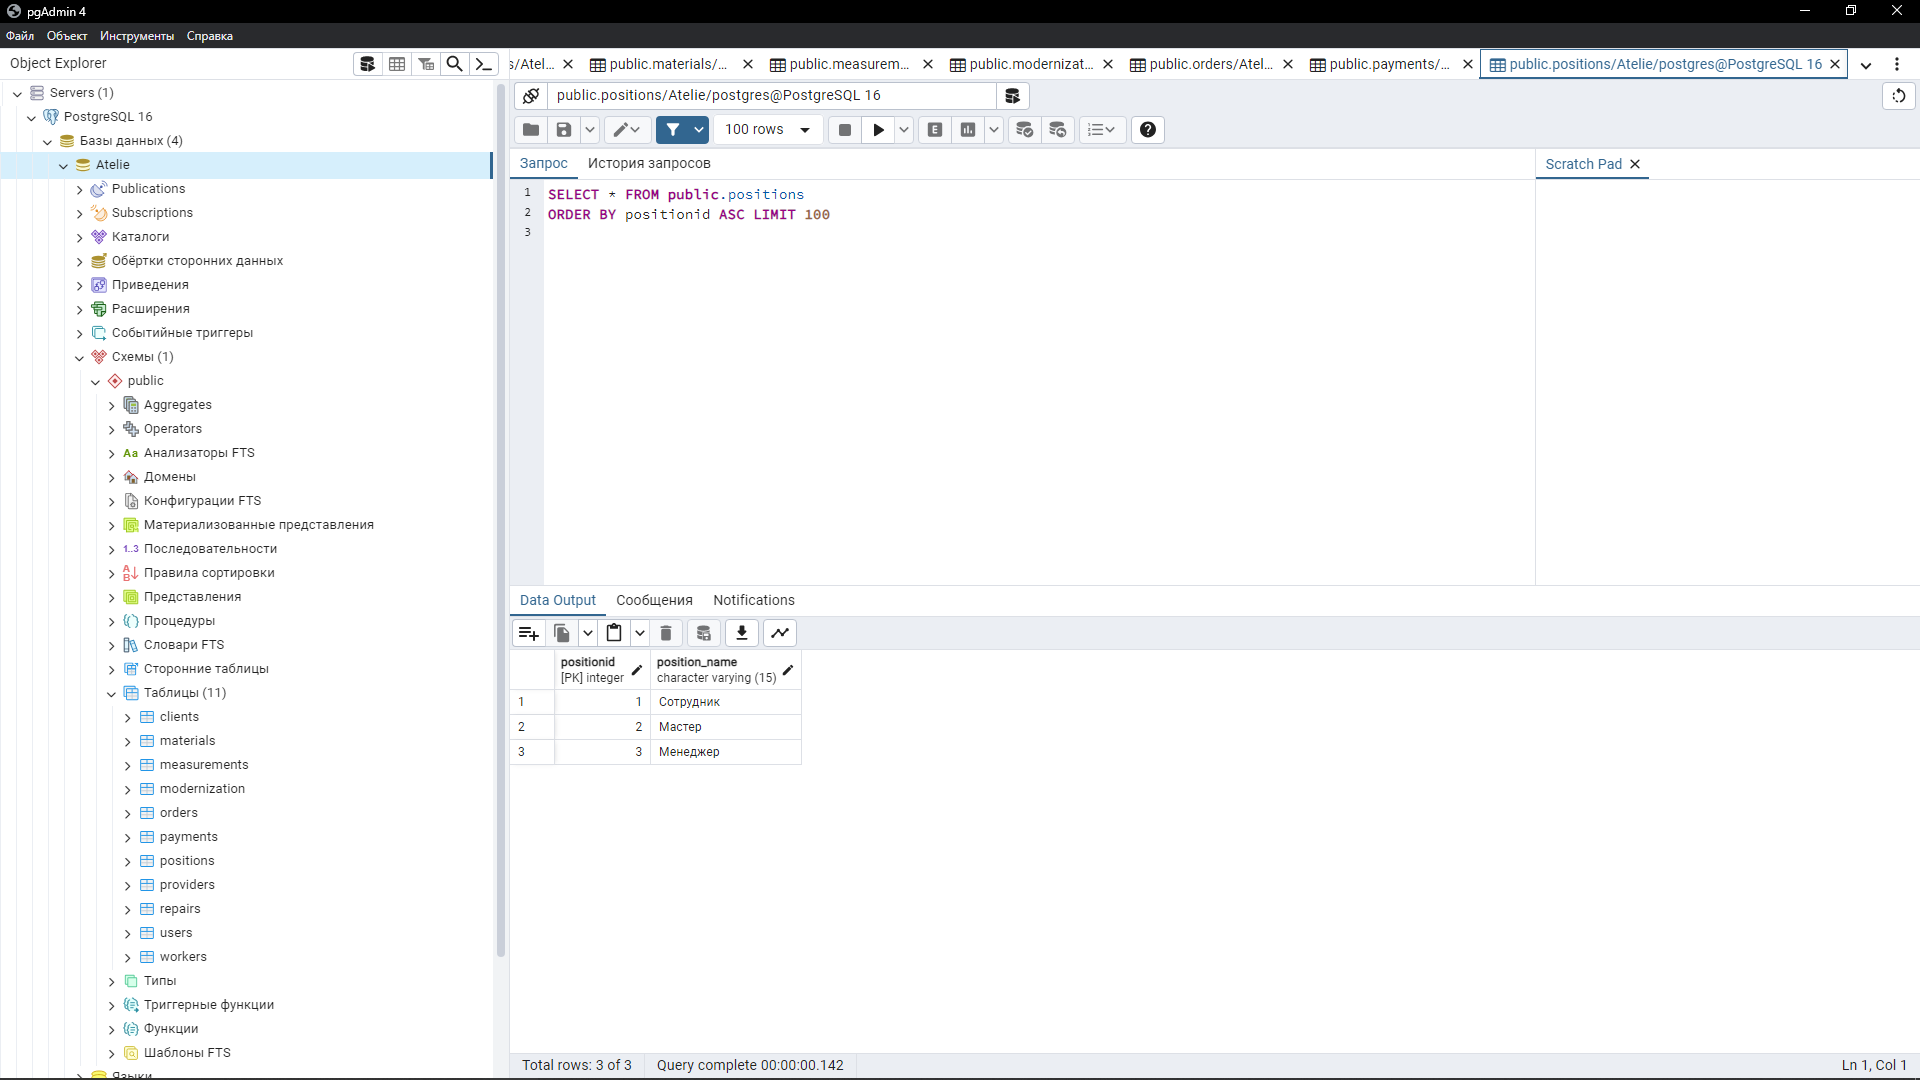 pgAdmin 4
Файл Объект Инструменты Справка
Object Explorer
Servers (1)
PostgreSQL 16
Базы данных (4)
Atelie
Publications
Subscriptions
Каталоги
Обёртки сторонних данных
Приведения
Расширения
Событийные триггеры
Схемы (1)
public
Aggregates
Operators
Aa Анализаторы FTS
Домены
Конфигурации FTS
Материализованные представления
1..3 Последовательности
Правила сортировки
Представления
Процедуры
Словари FTS
Сторонние таблицы
Таблицы (11)
clients
materials
measurements
modernization
orders
payments
positions
providers
repairs
users
workers
Типы
Триггерные функции
Функции
Шаблоны FTS
Языки
s/Atel... public.materials/... public.measurem... public.modernizat... public.orders/Atel... public.payments/... public.positions/Atelie/postgres@PostgreSQL 16
public.positions/Atelie/postgres@PostgreSQL 16
100 rows E
Запрос История запросов
Scratch Pad
1 SELECT * FROM public.positions
2 ORDER BY positionid ASC LIMIT 100
3
Data Output Сообщения Notifications
positionid position_name
[PK] integer character varying (15)
1 1 Сотрудник
2 2 Мастер
3 3 Менеджер
Total rows: 3 of 3 Query complete 00:00:00.142 Ln 1, Col 1